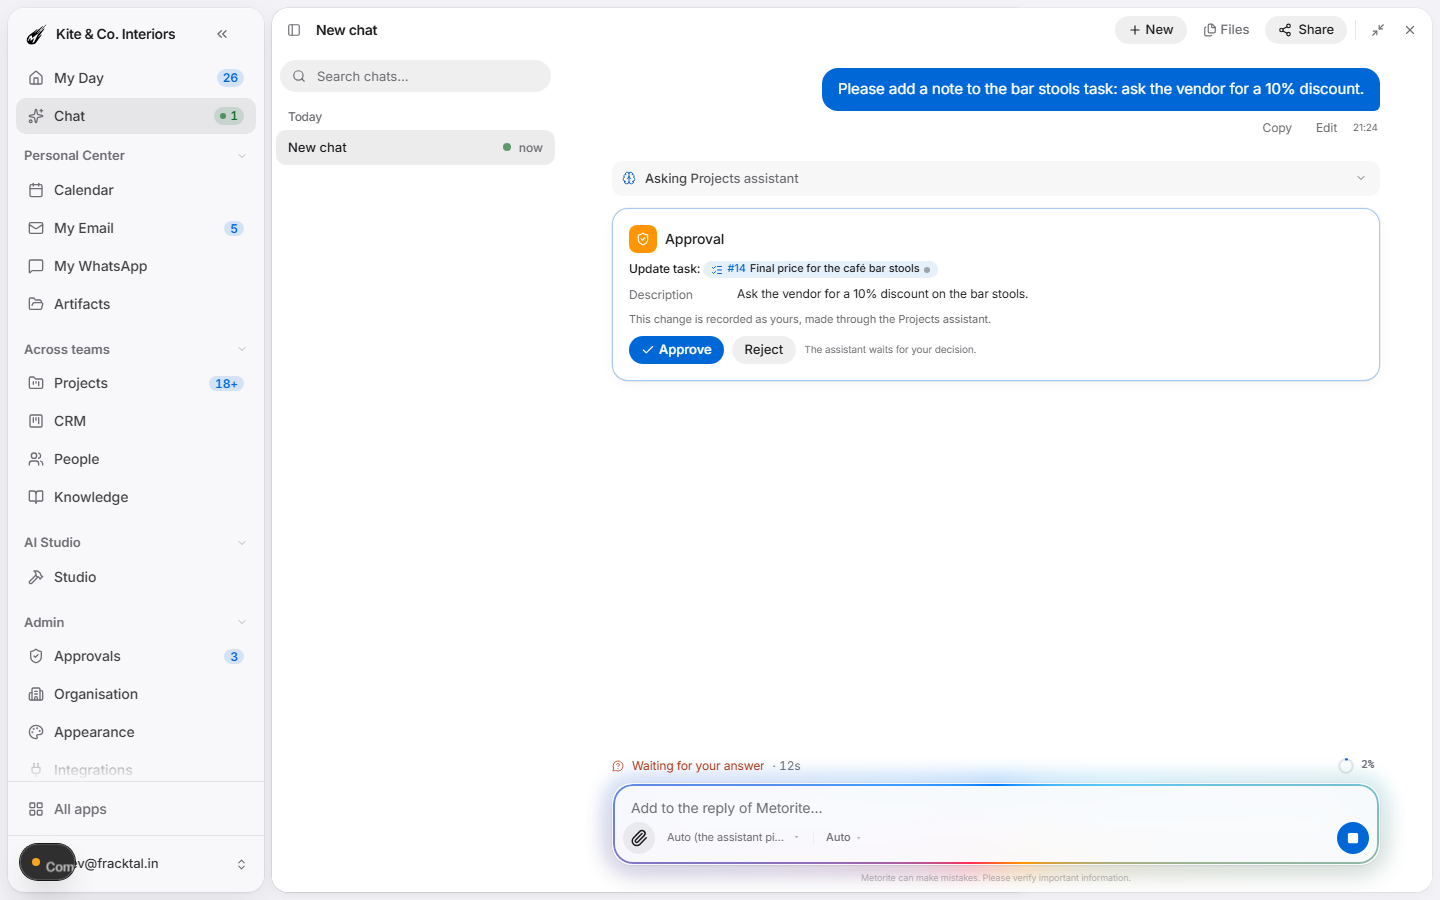 Kite & Co. Interiors
My Day 26
Chat 1
Personal Center
Calendar
My Email 5
My WhatsApp
Artifacts
Across teams
Projects 18+
CRM
People
Knowledge
AI Studio
Studio
Admin
Approvals 3
Organisation
Appearance
Integrations
All apps
ev@fracktal.in
New chat
New
Files
Share
Search chats...
Today
New chat now
Please add a note to the bar stools task: ask the vendor for a 10% discount.
Copy Edit 21:24
Asking Projects assistant
Approval
Update task: #14 Final price for the café bar stools
Description Ask the vendor for a 10% discount on the bar stools.
This change is recorded as yours, made through the Projects assistant.
Approve Reject The assistant waits for your decision.
Waiting for your answer · 12s 2%
Add to the reply of Metorite...
Auto (the assistant pi... Auto
Metorite can make mistakes. Please verify important information.